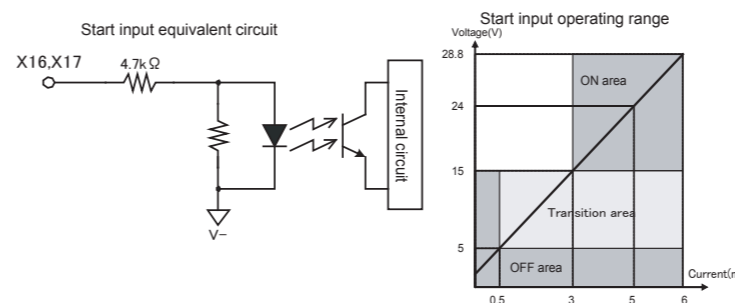 Start input equivalent circuit
X16,X17
4.7kΩ
Internal circuit
V-
Start input operating range
Voltage(V)
28.8
24
15
5
ON area
Transition area
OFF area
0.5
3
5
6
Current(m